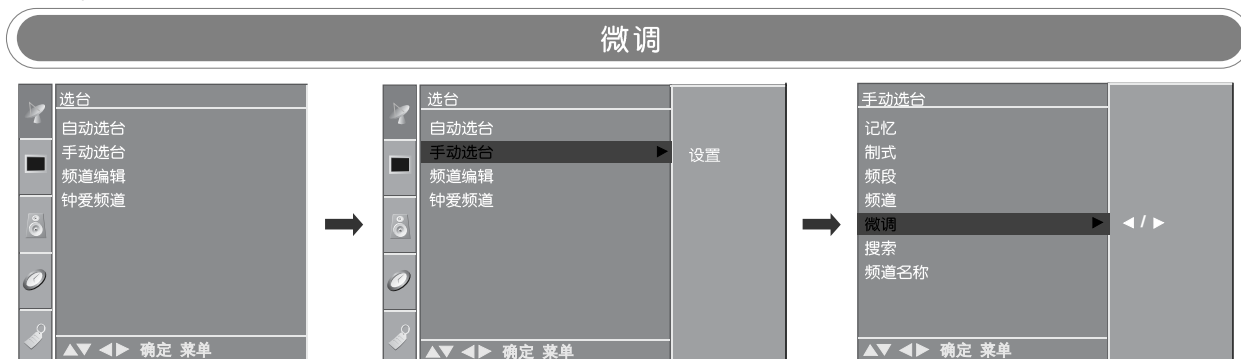 微调
选台
自动选台
手动选台
频道编辑
钟爱频道
▲▼ ◀▶ 确定 菜单
选台
自动选台
手动选台 ▶
频道编辑
钟爱频道
设置
▲▼ ◀▶ 确定 菜单
手动选台
记忆
制式
频段
频道
微调 ▶
搜索
频道名称
◀ / ▶
▲▼ ◀▶ 确定 菜单